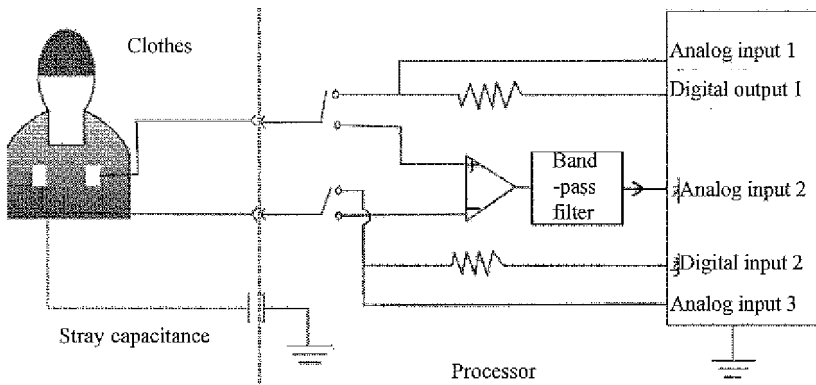 Clothes
Analog input 1
Digital output 1
Band
-pass
filter
+
−
Analog input 2
Digital input 2
Analog input 3
Stray capacitance
Processor